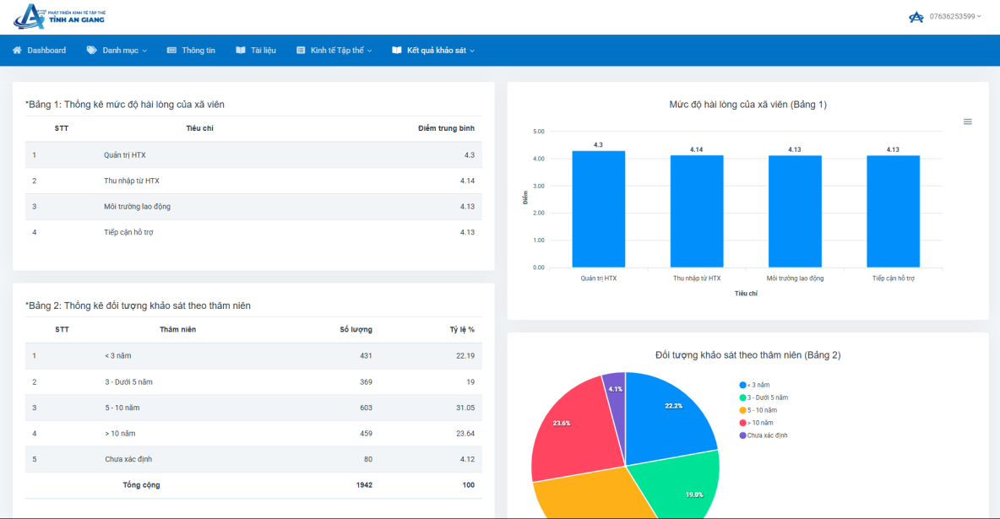 PHÁT TRIỂN KINH TẾ TẬP THỂ
TỈNH AN GIANG
07636253599
Dashboard
Danh mục
Thông tin
Tài liệu
Kinh tế Tập thể
Kết quả khảo sát
*Bảng 1: Thống kê mức độ hài lòng của xã viên
STT Tiêu chí Điểm trung bình
1 Quản trị HTX 4.3
2 Thu nhập từ HTX 4.14
3 Môi trường lao động 4.13
4 Tiếp cận hỗ trợ 4.13
Mức độ hài lòng của xã viên (Bảng 1)
5.00
4.00
3.00
2.00
1.00
0.00
Điểm
4.3
4.14
4.13
4.13
Quản trị HTX
Thu nhập từ HTX
Môi trường lao động
Tiếp cận hỗ trợ
Tiêu chí
*Bảng 2: Thống kê đối tượng khảo sát theo thâm niên
STT Thâm niên Số lượng Tỷ lệ %
1 < 3 năm 431 22.19
2 3 - Dưới 5 năm 369 19
3 5 - 10 năm 603 31.05
4 > 10 năm 459 23.64
5 Chưa xác định 80 4.12
Tổng cộng 1942 100
Đối tượng khảo sát theo thâm niên (Bảng 2)
4.1%
22.2%
23.6%
19.0%
< 3 năm
3 - Dưới 5 năm
5 - 10 năm
> 10 năm
Chưa xác định